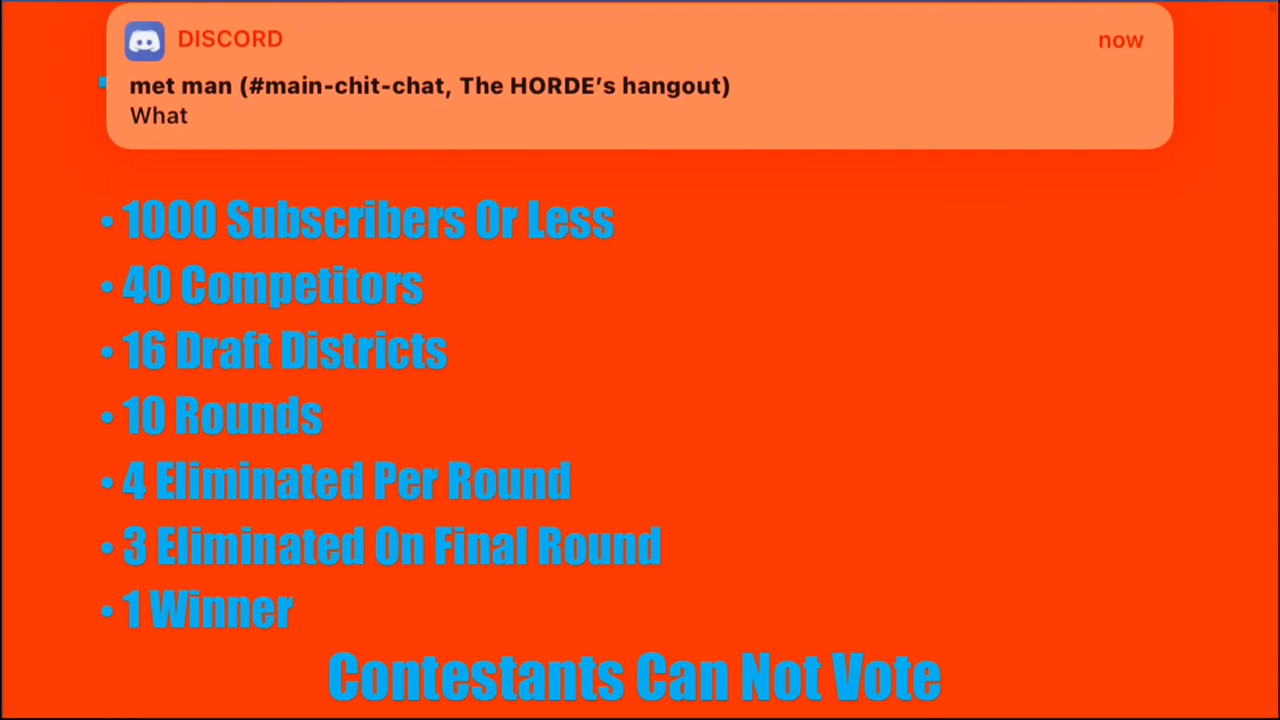 DISCORD
now
met man (#main-chit-chat, The HORDE’s hangout)
What
• 1000 Subscribers Or Less
• 40 Competitors
• 16 Draft Districts
• 10 Rounds
• 4 Eliminated Per Round
• 3 Eliminated On Final Round
• 1 Winner
Contestants Can Not Vote